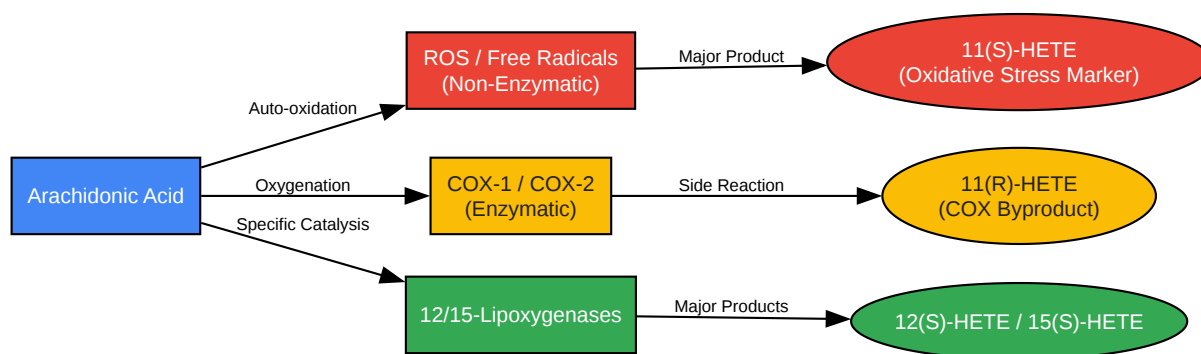 ROS / Free Radicals
(Non-Enzymatic)
Major Product
11(S)-HETE
(Oxidative Stress Marker)
Auto-oxidation
Arachidonic Acid
Oxygenation
COX-1 / COX-2
(Enzymatic)
Side Reaction
11(R)-HETE
(COX Byproduct)
Specific Catalysis
12/15-Lipoxygenases
Major Products
12(S)-HETE / 15(S)-HETE